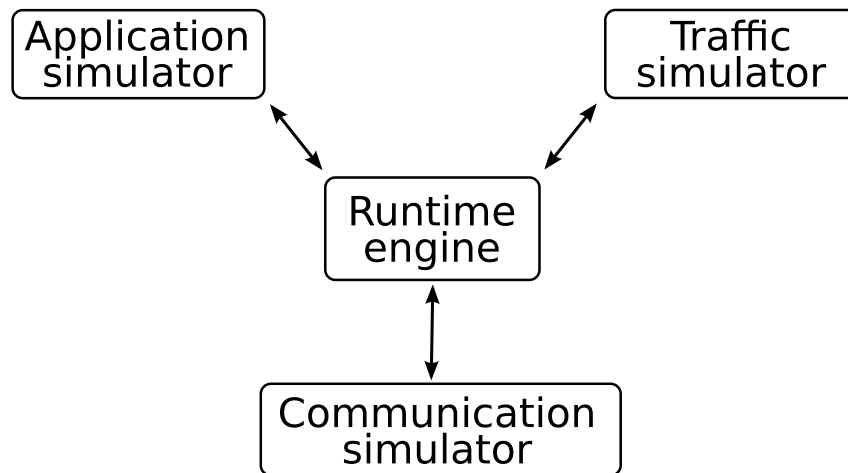 Application
simulator
Traffic
simulator
Runtime
engine
Communication
simulator